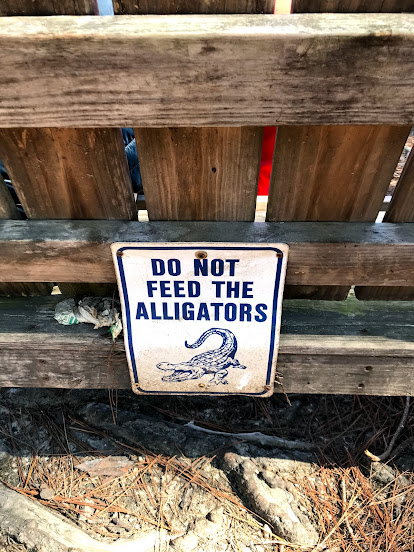 DO NOT
FEED THE
ALLIGATORS